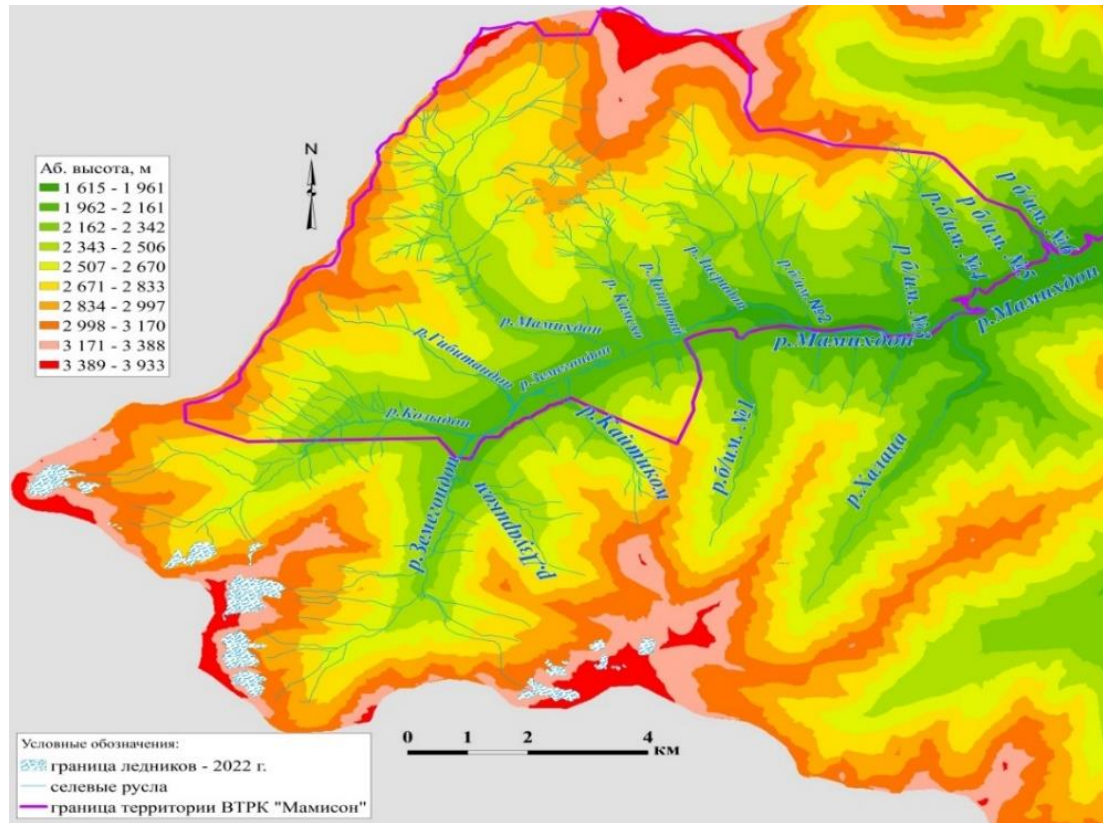 N
Аб. высота, м
1 615 - 1 961
1 962 - 2 161
2 162 - 2 342
2 343 - 2 506
2 507 - 2 670
2 671 - 2 833
2 834 - 2 997
2 998 - 3 170
3 171 - 3 388
3 389 - 3 933
р б/им. №6
р б/им. №5
р.б/им. №4
р б/им.
р.б/им. №2
р.Мамихдон
р.Мамихдон
р.Мамихдон
р.Земегондон
р.Козыдон
р.Кайтиком
р.б/им. №1
р.Халаца
р.Земегондон
0 1 2 4
км
Условные обозначения:
граница ледников - 2022 г.
селевые русла
граница территории ВТРК "Мамисон"